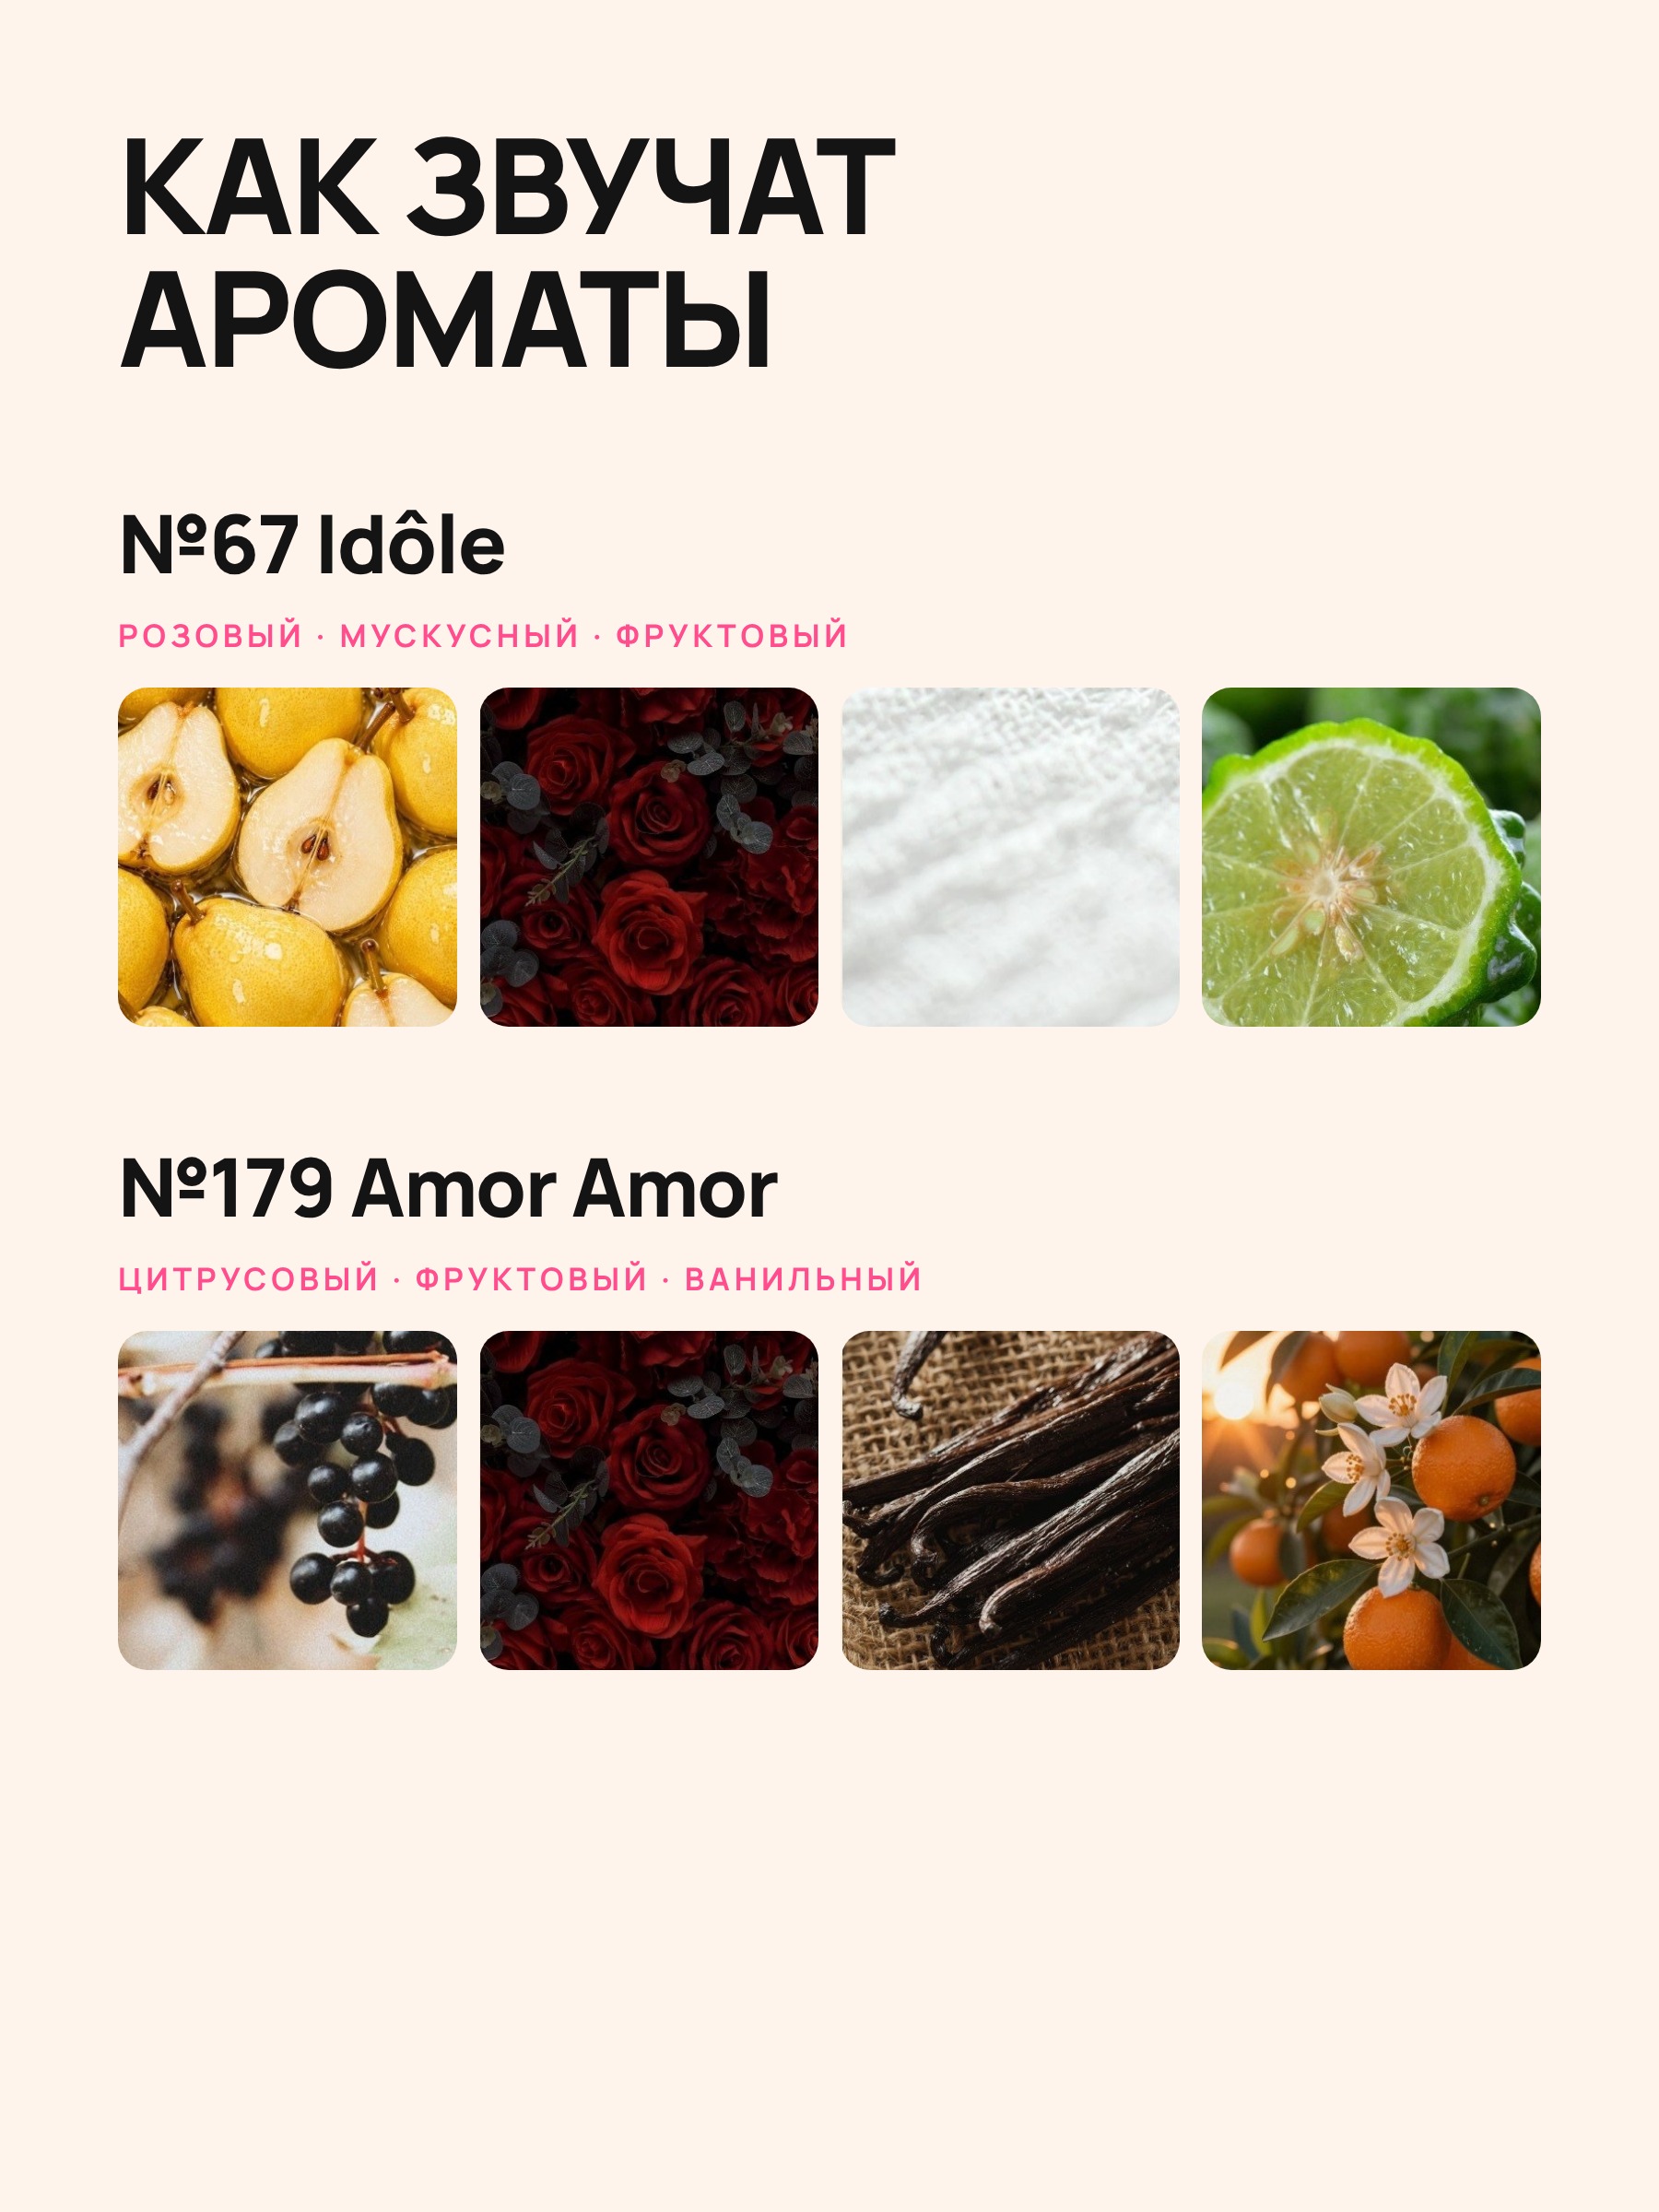 КАК ЗВУЧАТ
АРОМАТЫ
№67 Idôle
РОЗОВЫЙ · МУСКУСНЫЙ · ФРУКТОВЫЙ
№179 Amor Amor
ЦИТРУСОВЫЙ · ФРУКТОВЫЙ · ВАНИЛЬНЫЙ